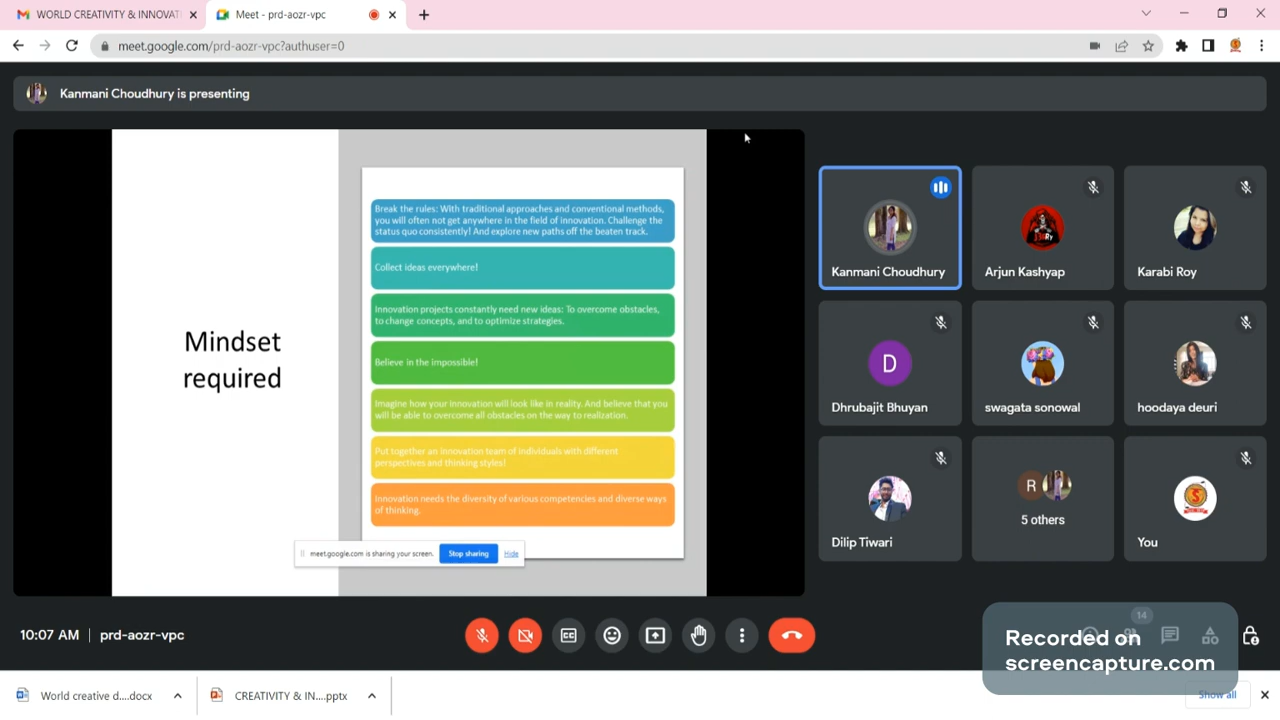 WORLD CREATIVITY & INNOVAT
Meet - prd-aozr-vpc
meet.google.com/prd-aozr-vpc?authuser=0
Kanmani Choudhury is presenting
Mindset
required
Break the rules: With traditional approaches and conventional methods,
you will often not get anywhere in the field of innovation. Challenge the
status quo consistently! And explore new paths off the beaten track.
Collect ideas everywhere!
Innovation projects constantly need new ideas: To overcome obstacles,
to change concepts, and to optimize strategies.
Believe in the impossible!
Imagine how your innovation will look like in reality. And believe that you
will be able to overcome all obstacles on the way to realization.
Put together an innovation team of individuals with different
perspectives and thinking styles!
Innovation needs the diversity of various competencies and diverse ways
of thinking.
meet.google.com is sharing your screen.
Stop sharing
Hide
Kanmani Choudhury
Arjun Kashyap
Karabi Roy
D
Dhrubajit Bhuyan
swagata sonowal
hoodaya deuri
Dilip Tiwari
R
5 others
You
10:07 AM | prd-aozr-vpc
14
Recorded on
screencapture.com
World creative d....docx
CREATIVITY & IN....pptx
Show all